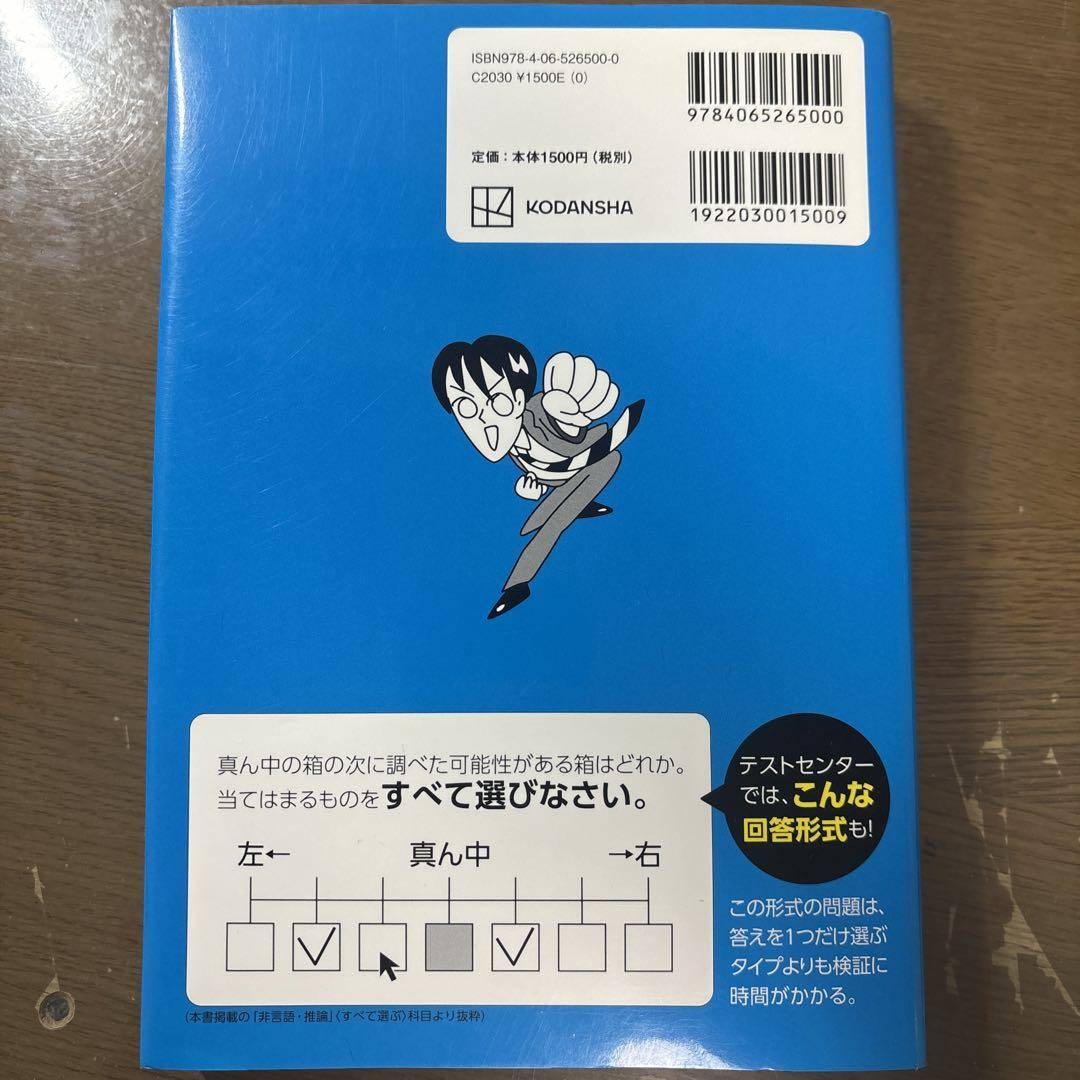 ISBN978-4-06-526500-0
C2030 ¥1500E (0)
9784065265000
定価：本体1500円（税別）
KODANSHA
1922030015009
真ん中の箱の次に調べた可能性がある箱はどれか。
当てはまるものをすべて選びなさい。
左← 真ん中 →右
テストセンター
では、こんな
回答形式も!
この形式の問題は、
答えを1つだけ選ぶ
タイプよりも検証に
時間がかかる。
(本書掲載の「非言語・推論」〈すべて選ぶ〉科目より抜粋)